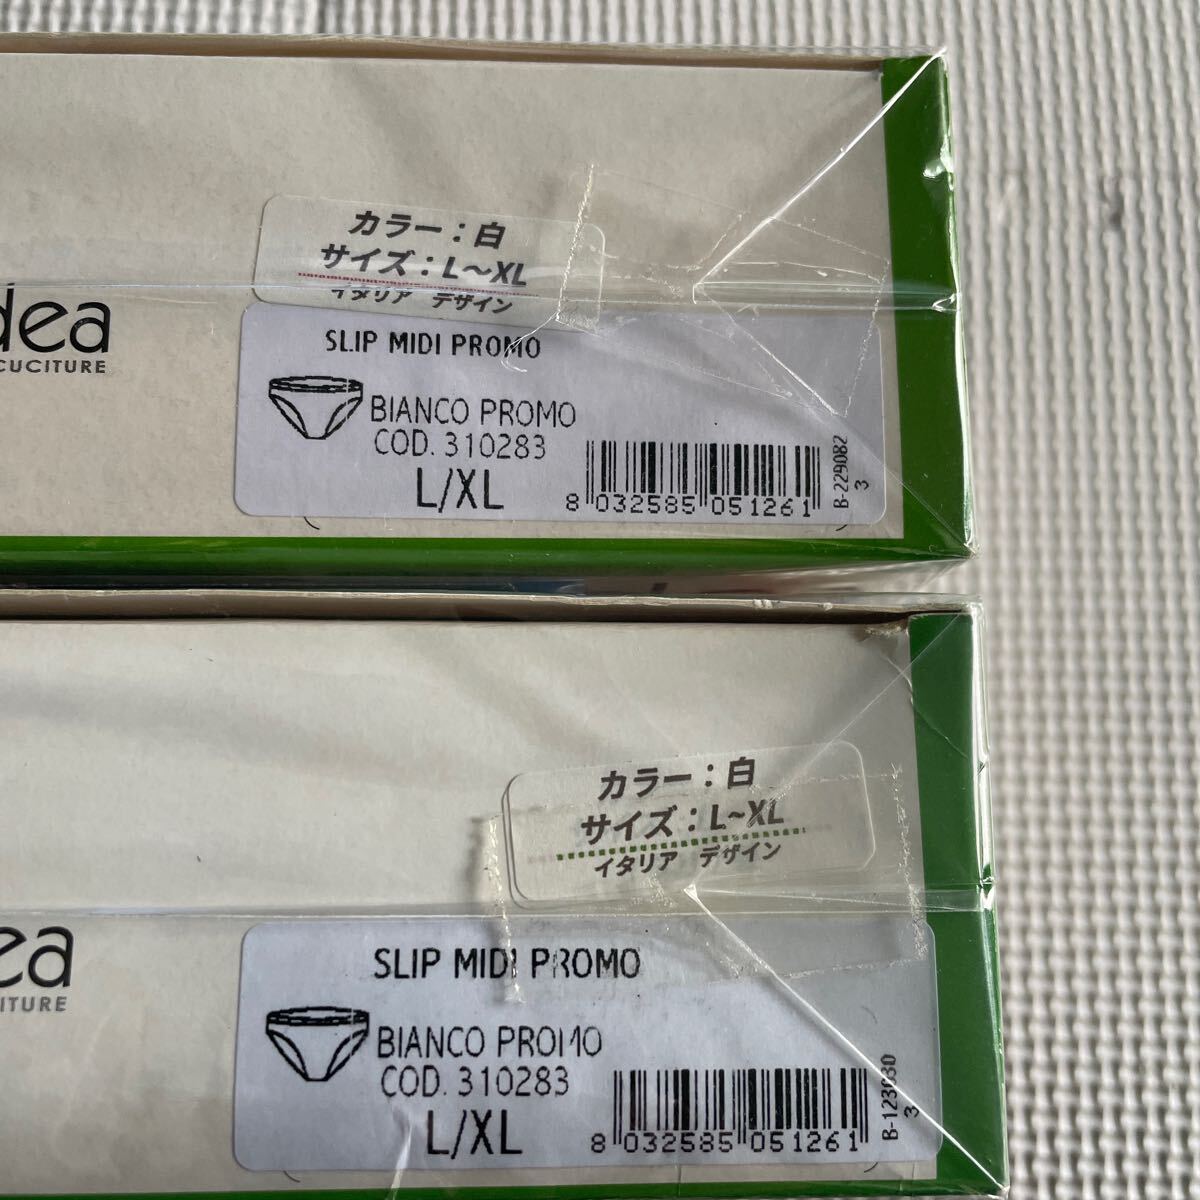 カラー：白
サイズ：L～XL
イタリア デザイン
dea
CUCITURE
SLIP MIDI PROMO
BIANCO PROMO
COD. 310283
L/XL
8 032585 051261
B-229082
3
カラー：白
サイズ：L~XL
イタリア デザイン
ea
ITURE
SLIP MIDI PROMO
BIANCO PROMO
COD. 310283
L/XL
8 032585 051261
3